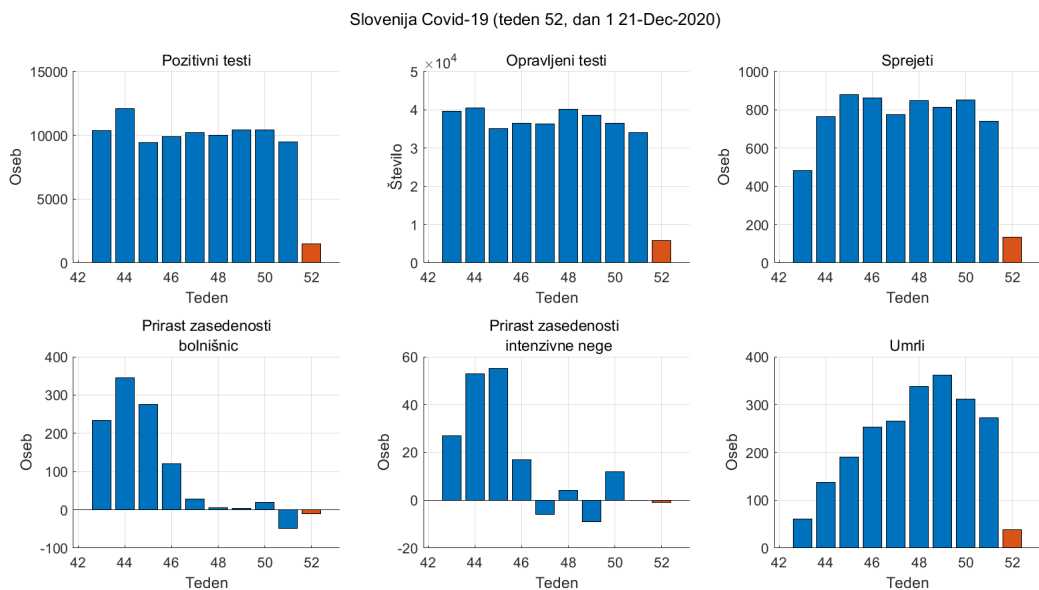 Slovenija Covid-19 (teden 52, dan 1 21-Dec-2020)
Pozitivni testi
15000
10000
5000
0
Oseb
42 44 46 48 50 52
Teden
Opravljeni testi
×10⁴
5
4
3
2
1
0
Število
42 44 46 48 50 52
Teden
Sprejeti
1000
800
600
400
200
0
Oseb
42 44 46 48 50 52
Teden
Prirast zasedenosti
bolnišnic
400
300
200
100
0
-100
Oseb
42 44 46 48 50 52
Teden
Prirast zasedenosti
intenzivne nege
60
40
20
0
-20
Oseb
42 44 46 48 50 52
Teden
Umrli
400
300
200
100
0
Oseb
42 44 46 48 50 52
Teden